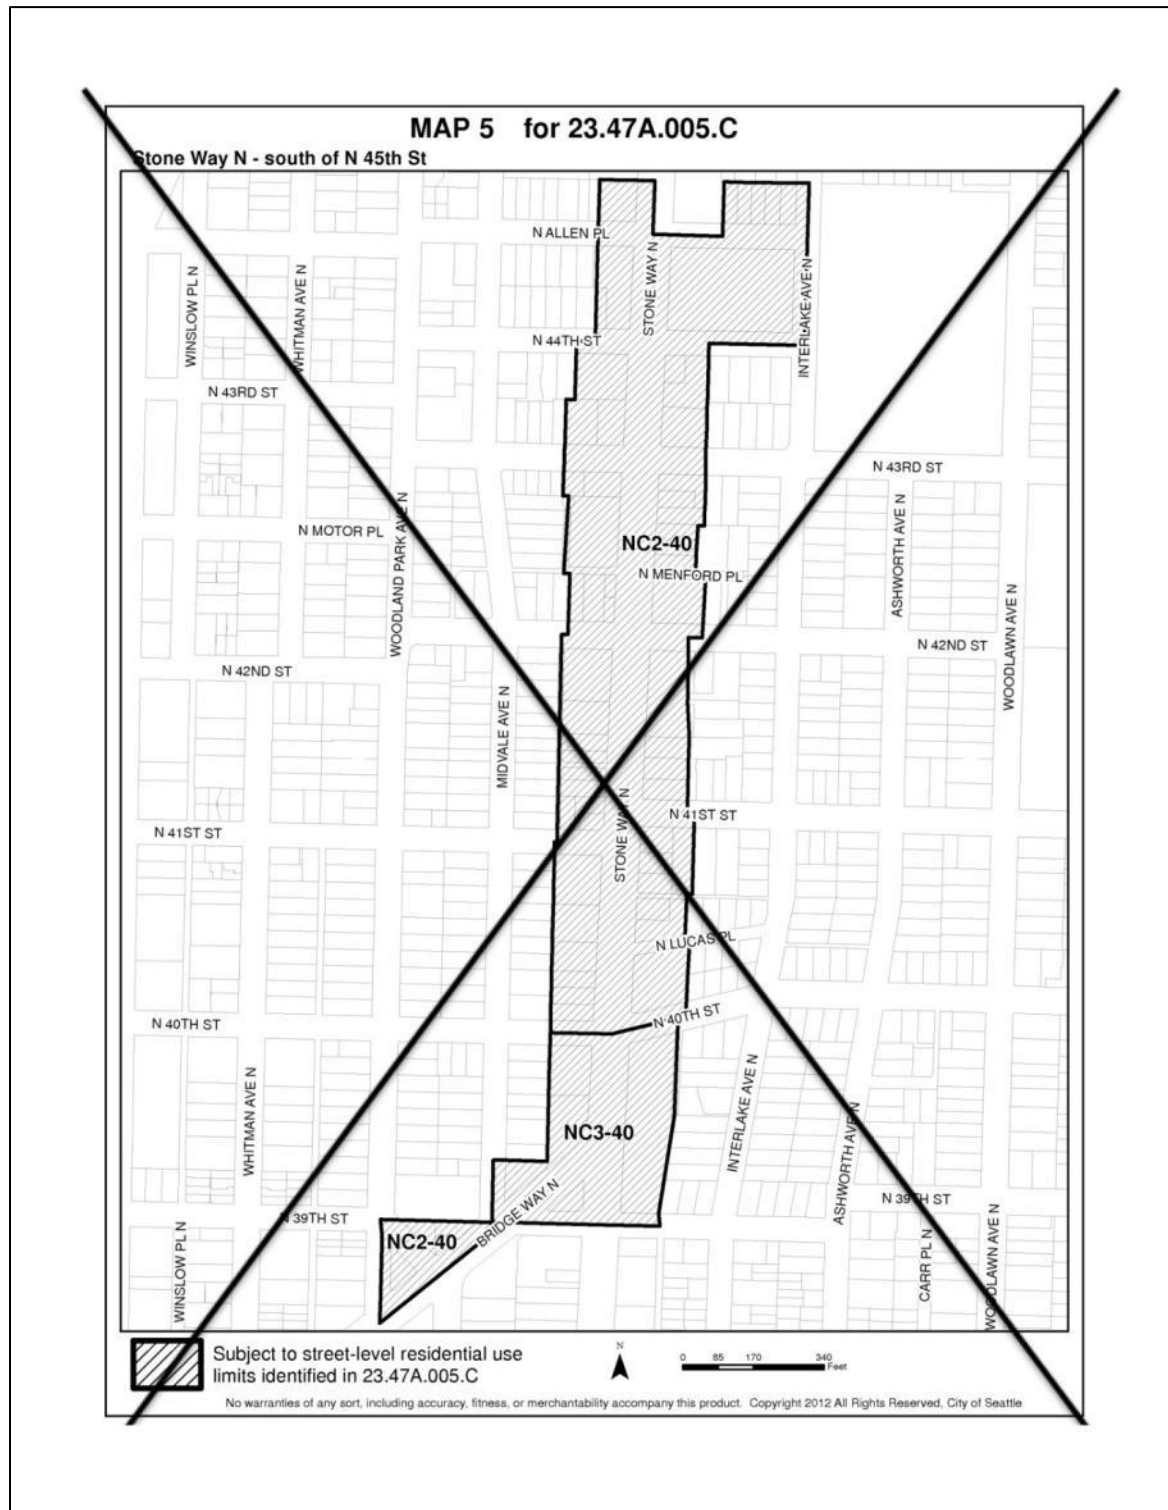 MAP 5 for 23.47A.005.C
Stone Way N - south of N 45th St
N ALLEN PL
STONE WAY N
INTERLAKE AVE N
WINSLOW PL N
WHITMAN AVE N
N 44TH ST
N 43RD ST
N 43RD ST
WOODLAND PARK AVE N
N MOTOR PL
ASHWORTH AVE N
NC2-40
N MENFORD PL
WOODLAWN AVE N
N 42ND ST
N 42ND ST
MIDVALE AVE N
STONE WAY N
N 41ST ST
N 41ST ST
N LUCAS PL
N 40TH ST
N 40TH ST
WHITMAN AVE N
INTERLAKE AVE N
NC3-40
ASHWORTH AVE N
N 39TH ST
N 39TH ST
BRIDGE WAY N
NC2-40
WINSLOW PL N
CARR PL N
WOODLAWN AVE N
Subject to street-level residential use
limits identified in 23.47A.005.C
N
0 85 170 340
Feet
No warranties of any sort, including accuracy, fitness, or merchantability accompany this product. Copyright 2012 All Rights Reserved, City of Seattle